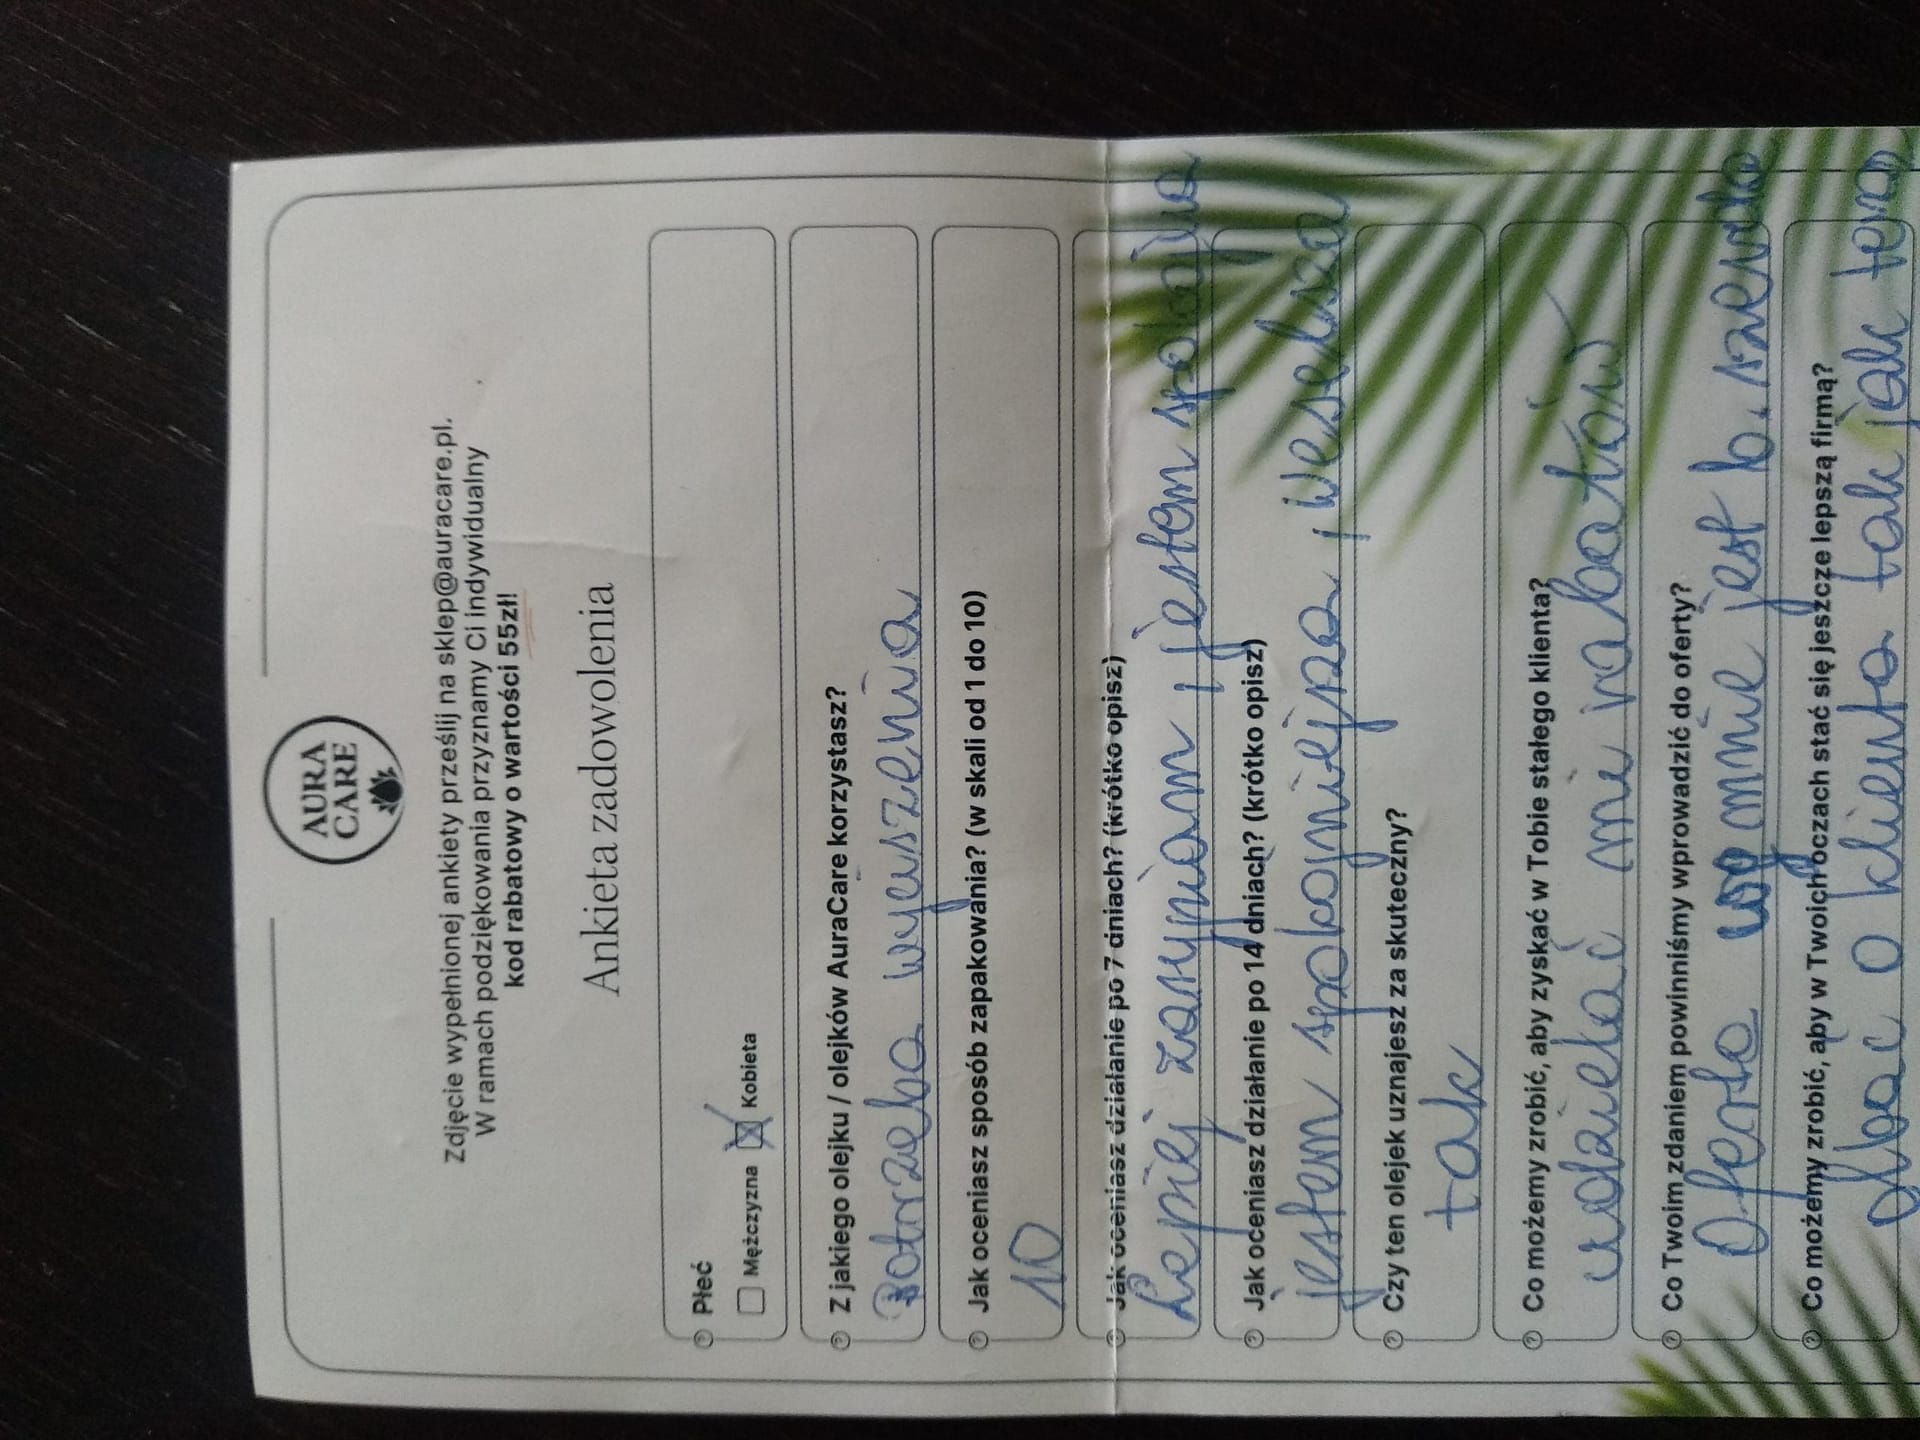 AURA
CARE
Zdjęcie wypełnionej ankiety prześlij na sklep@auracare.pl.
W ramach podziękowania przyznamy Ci indywidualny
kod rabatowy o wartości 55zł!
Ankieta zadowolenia
Płeć
Mężczyzna Kobieta
Z jakiego olejku / olejków AuraCare korzystasz?
Potrzeba wyciszenia
Jak oceniasz sposób zapakowania? (w skali od 1 do 10)
10
Jak oceniasz działanie po 7 dniach? (krótko opisz)
Lepiej zasypiam, jestem spokojna
Jak oceniasz działanie po 14 dniach? (krótko opisz)
jestem spokojniejsza, weselsza
Czy ten olejek uznajesz za skuteczny?
tak
Co możemy zrobić, aby zyskać w Tobie stałego klienta?
udzielać mi rabatów
Co Twoim zdaniem powinniśmy wprowadzić do oferty?
Oferta wg mnie jest b. szeroka
Co możemy zrobić, aby w Twoich oczach stać się jeszcze lepszą firmą?
dbać o klienta tak jak